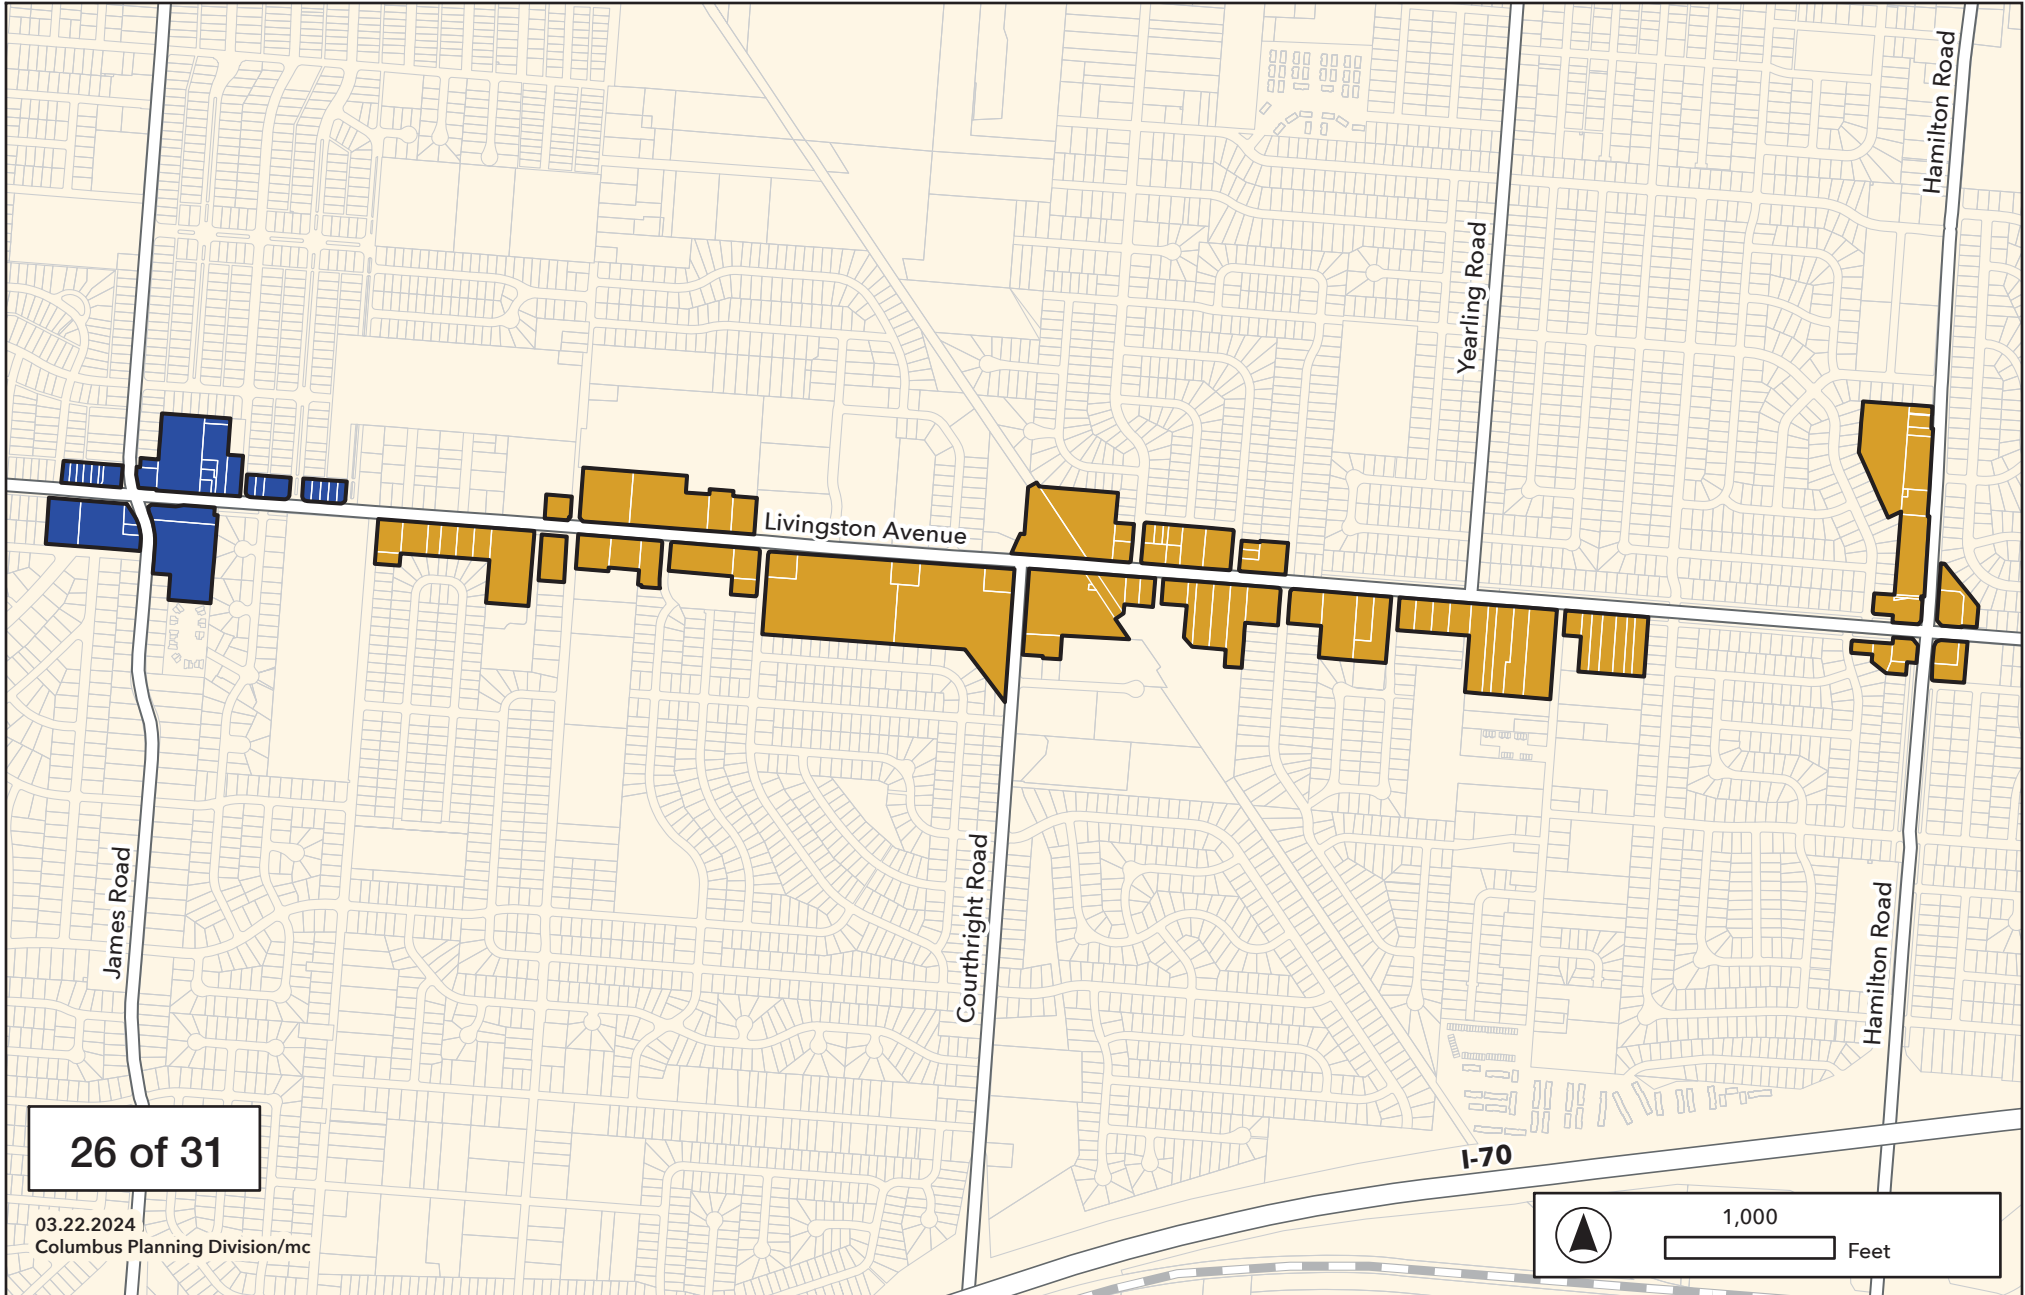 Hamilton Road
Yearling Road
Livingston Avenue
James Road
Courthright Road
Hamilton Road
I-70
26 of 31
03.22.2024
Columbus Planning Division/mc
1,000
Feet